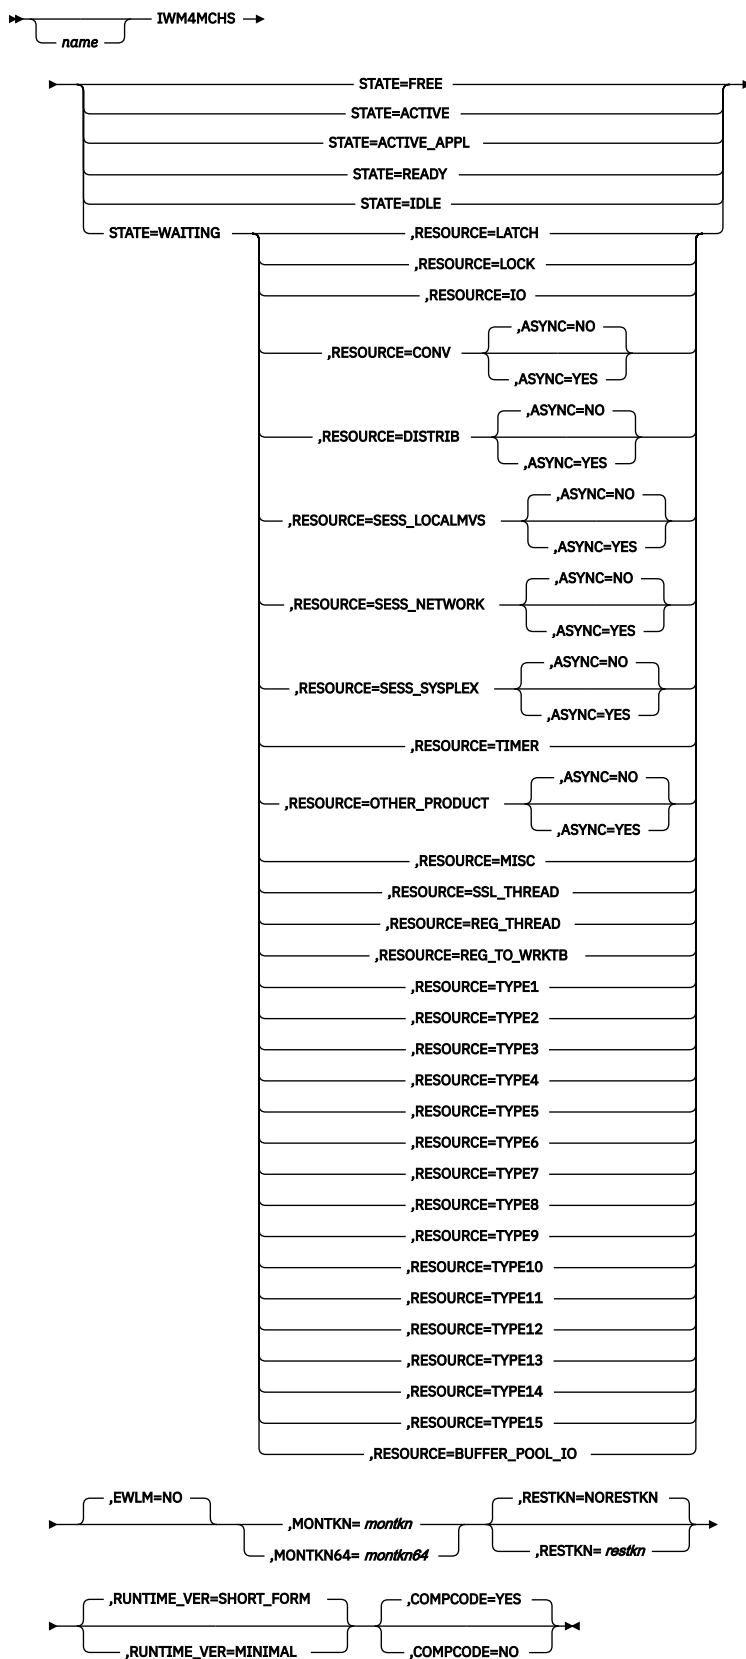 IWM4MCHS
name
STATE=FREE
STATE=ACTIVE
STATE=ACTIVE_APPL
STATE=READY
STATE=IDLE
STATE=WAITING ,RESOURCE=LATCH
,RESOURCE=LOCK
,RESOURCE=IO
,ASYNC=NO
,RESOURCE=CONV
,ASYNC=YES
,ASYNC=NO
,RESOURCE=DISTRIB
,ASYNC=YES
,ASYNC=NO
,RESOURCE=SESS_LOCALMVS
,ASYNC=YES
,ASYNC=NO
,RESOURCE=SESS_NETWORK
,ASYNC=YES
,ASYNC=NO
,RESOURCE=SESS_SYSPLEX
,ASYNC=YES
,RESOURCE=TIMER
,ASYNC=NO
,RESOURCE=OTHER_PRODUCT
,ASYNC=YES
,RESOURCE=MISC
,RESOURCE=SSL_THREAD
,RESOURCE=REG_THREAD
,RESOURCE=REG_TO_WRKTB
,RESOURCE=TYPE1
,RESOURCE=TYPE2
,RESOURCE=TYPE3
,RESOURCE=TYPE4
,RESOURCE=TYPE5
,RESOURCE=TYPE6
,RESOURCE=TYPE7
,RESOURCE=TYPE8
,RESOURCE=TYPE9
,RESOURCE=TYPE10
,RESOURCE=TYPE11
,RESOURCE=TYPE12
,RESOURCE=TYPE13
,RESOURCE=TYPE14
,RESOURCE=TYPE15
,RESOURCE=BUFFER_POOL_IO
,EWLM=NO ,RESTKN=NORESTKN
,MONTKN= montkn
,MONTKN64= montkn64 ,RESTKN= restkn
,RUNTIME_VER=SHORT_FORM ,COMPCODE=YES
,RUNTIME_VER=MINIMAL ,COMPCODE=NO